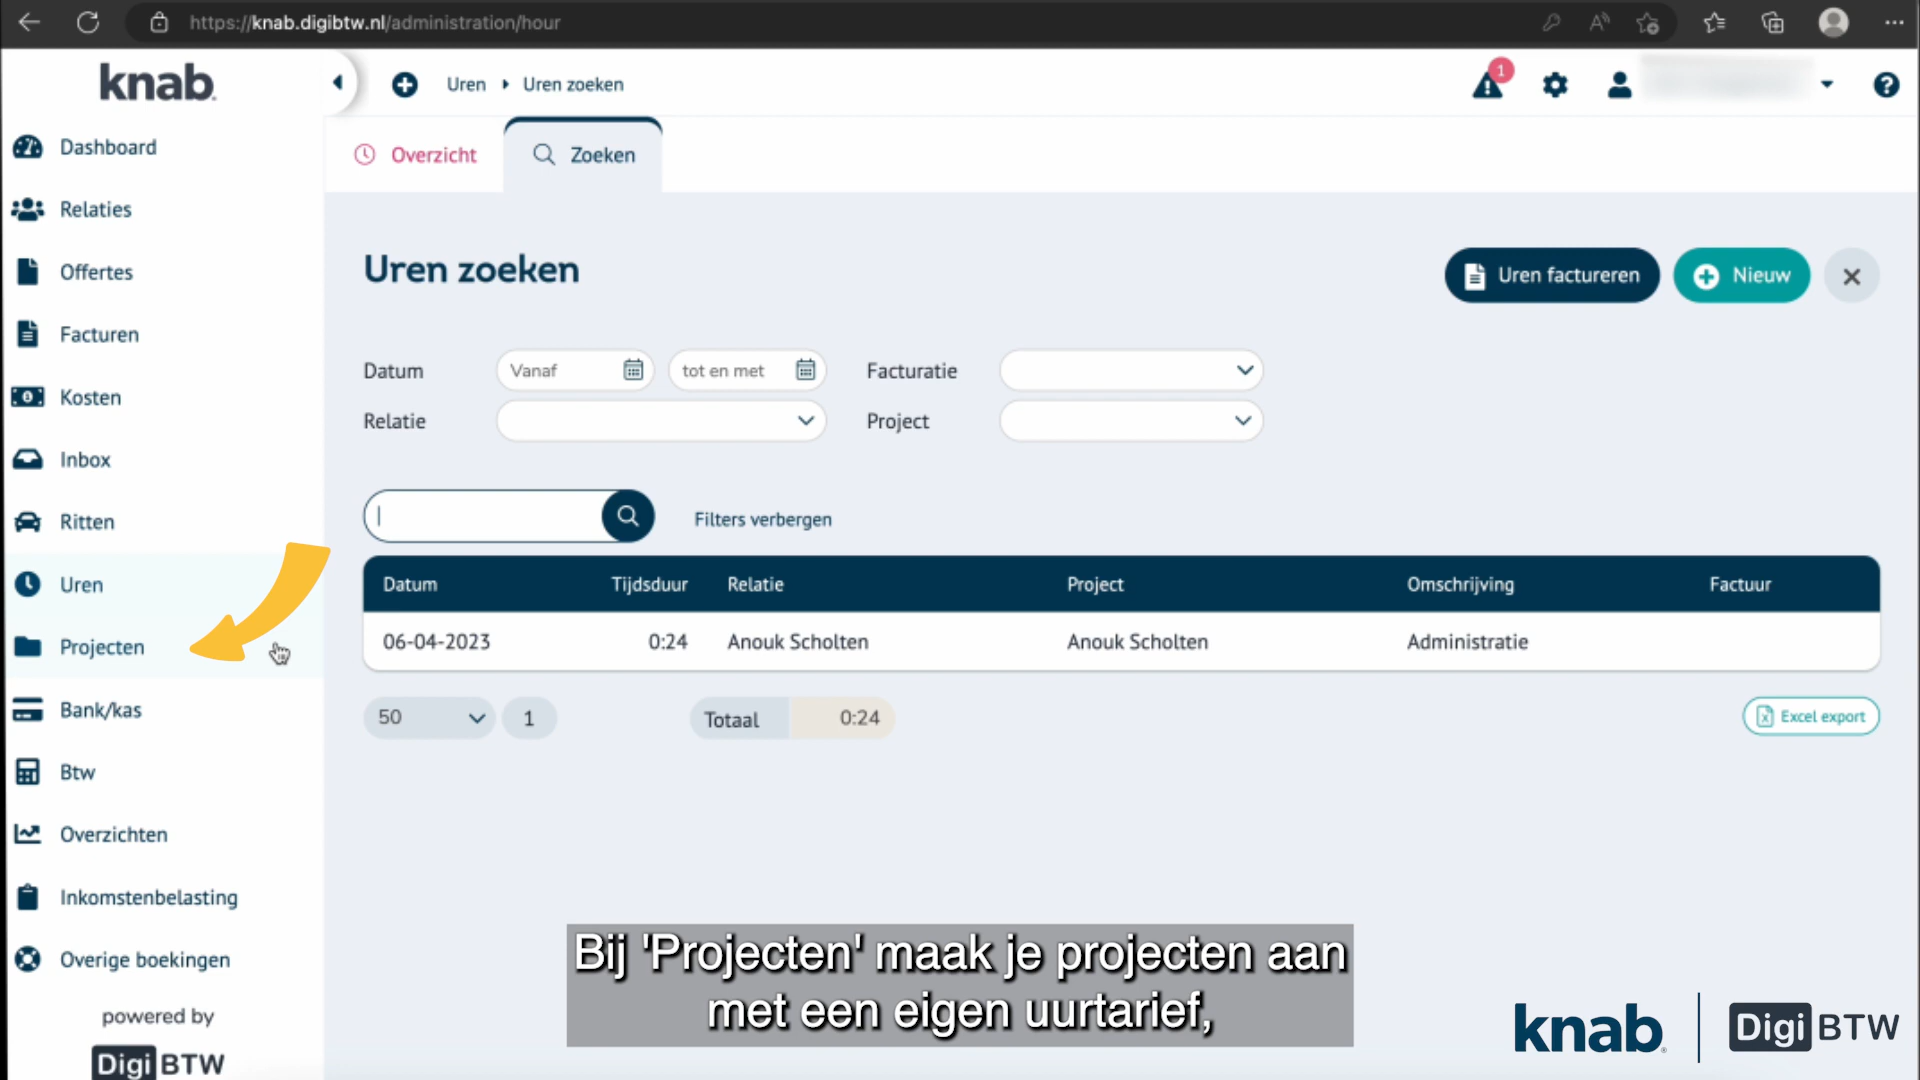 https://knab.digibtw.nl/administration/hour
knab.
Uren ▸ Uren zoeken
1
Dashboard
Relaties
Offertes
Facturen
Kosten
Inbox
Ritten
Uren
Projecten
Bank/kas
Btw
Overzichten
Inkomstenbelasting
Overige boekingen
powered by
DigiBTW
Overzicht
Zoeken
Uren zoeken
Uren factureren
Nieuw
Datum Vanaf tot en met Facturatie
Relatie Project
Filters verbergen
Datum Tijdsduur Relatie Project Omschrijving Factuur
06-04-2023 0:24 Anouk Scholten Anouk Scholten Administratie
50 1 Totaal 0:24 Excel export
Bij 'Projecten' maak je projecten aan
met een eigen uurtarief,
knab. DigiBTW